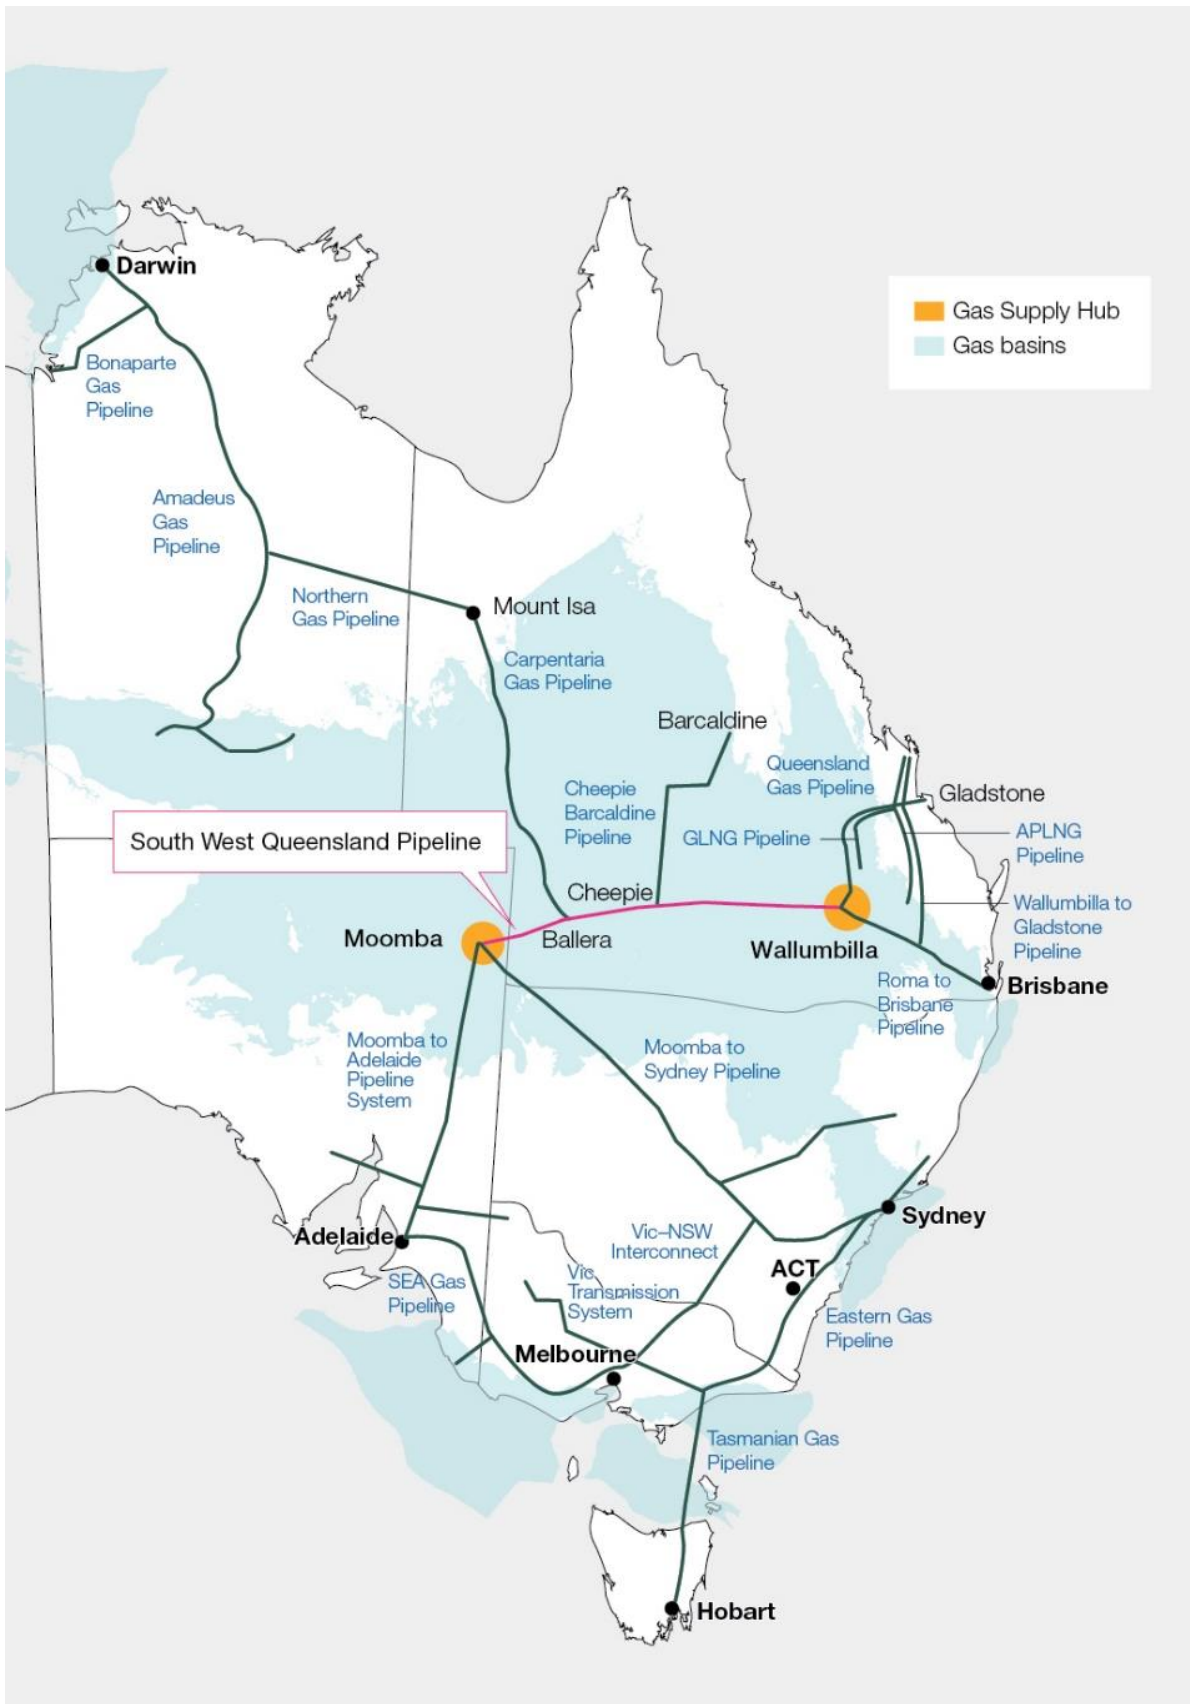 Darwin
Gas Supply Hub
Gas basins
Bonaparte
Gas
Pipeline
Amadeus
Gas
Pipeline
Northern
Gas Pipeline
Mount Isa
Carpentaria
Gas Pipeline
Barcaldine
Queensland
Gas Pipeline
Cheepie
Barcaldine
Pipeline
Gladstone
GLNG Pipeline
APLNG
Pipeline
South West Queensland Pipeline
Cheepie
Wallumbilla to
Gladstone
Pipeline
Moomba
Ballera
Wallumbilla
Roma to
Brisbane
Pipeline
Brisbane
Moomba to
Adelaide
Pipeline
System
Moomba to
Sydney Pipeline
Sydney
Adelaide
Vic–NSW
Interconnect
ACT
SEA Gas
Pipeline
Vic
Transmission
System
Eastern Gas
Pipeline
Melbourne
Tasmanian Gas
Pipeline
Hobart